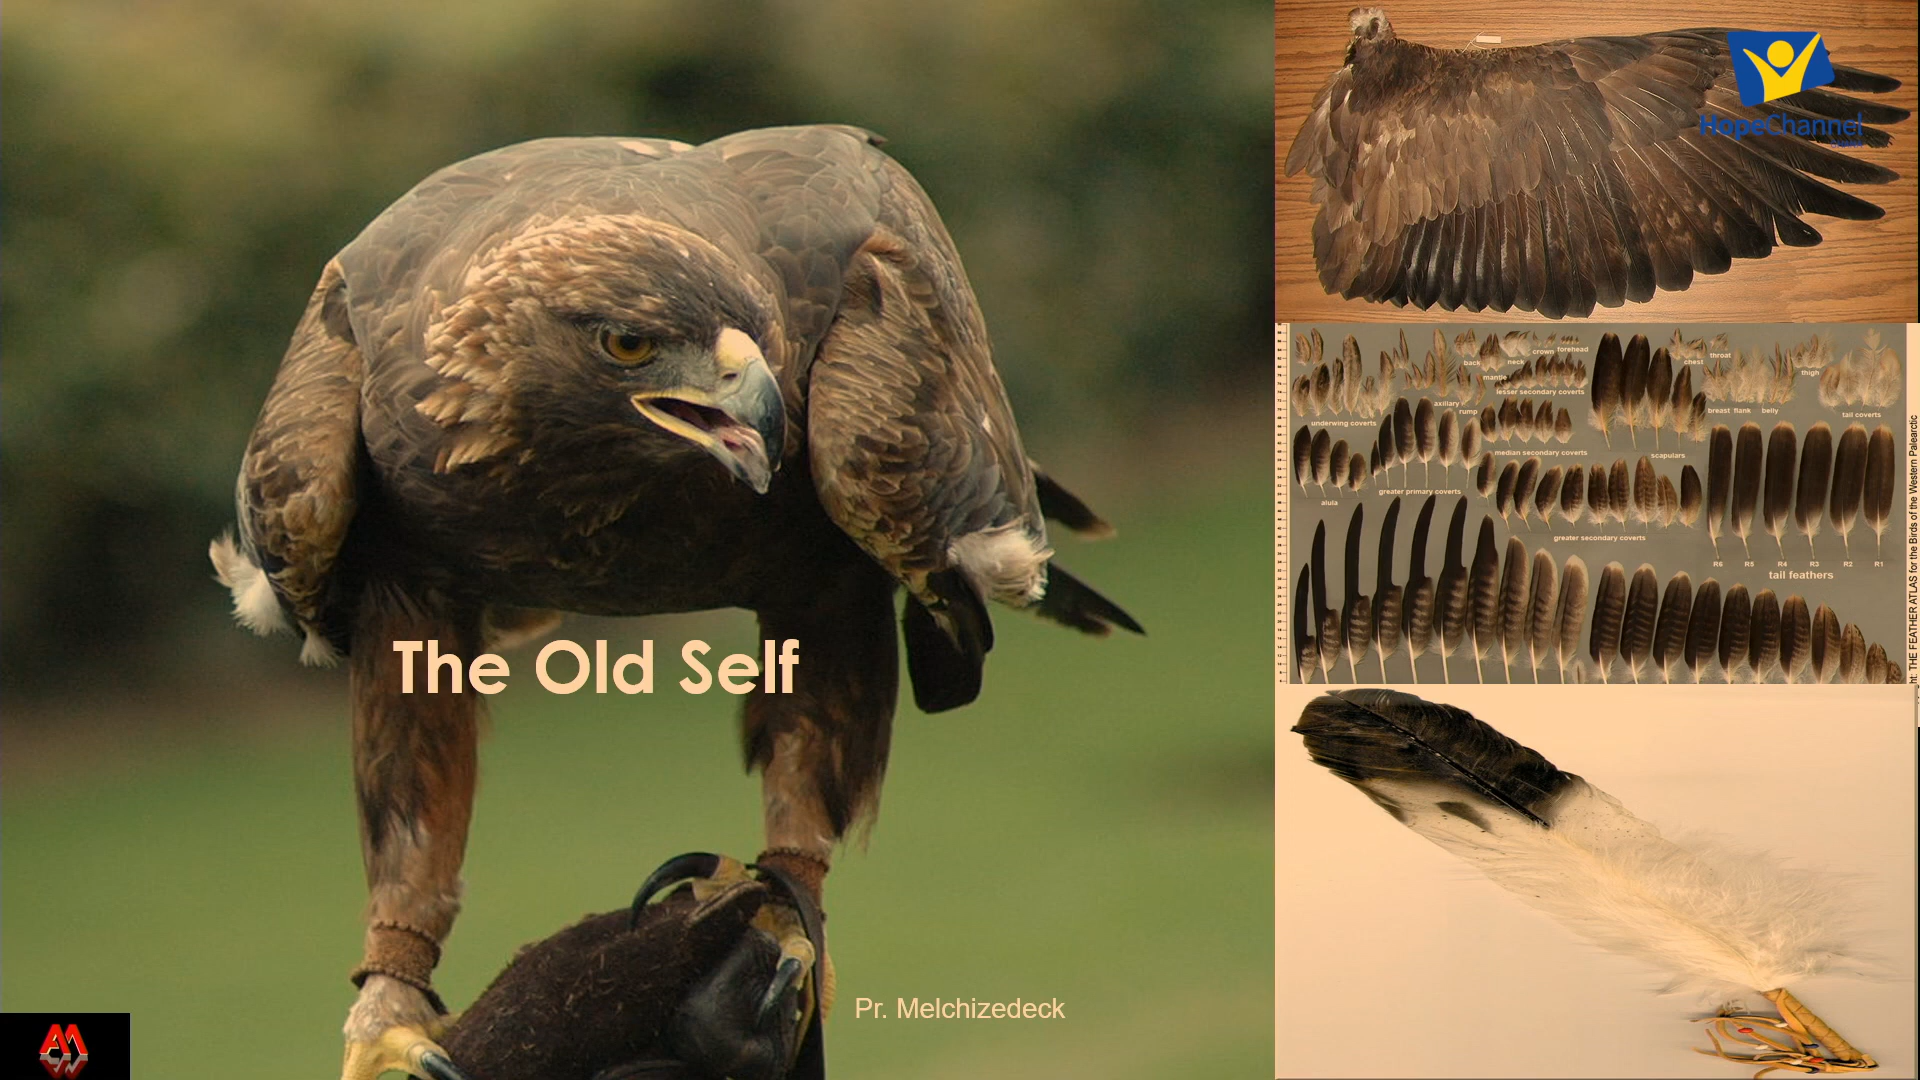 The Old Self
Pr. Melchizedeck
AM
HopeChannel
back
neck
crown
forehead
chest
throat
mantle
thigh
lesser secondary coverts
axillary
rump
breast
flank
belly
tail coverts
underwing coverts
median secondary coverts
scapulars
greater primary coverts
alula
greater secondary coverts
R6 R5 R4 R3 R2 R1
tail feathers
THE FEATHER ATLAS for the Birds of the Western Palearctic